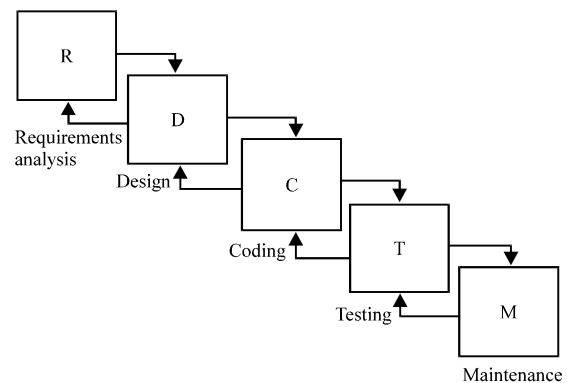 R
D
Requirements
analysis
Design
C
Coding
T
Testing
M
Maintenance